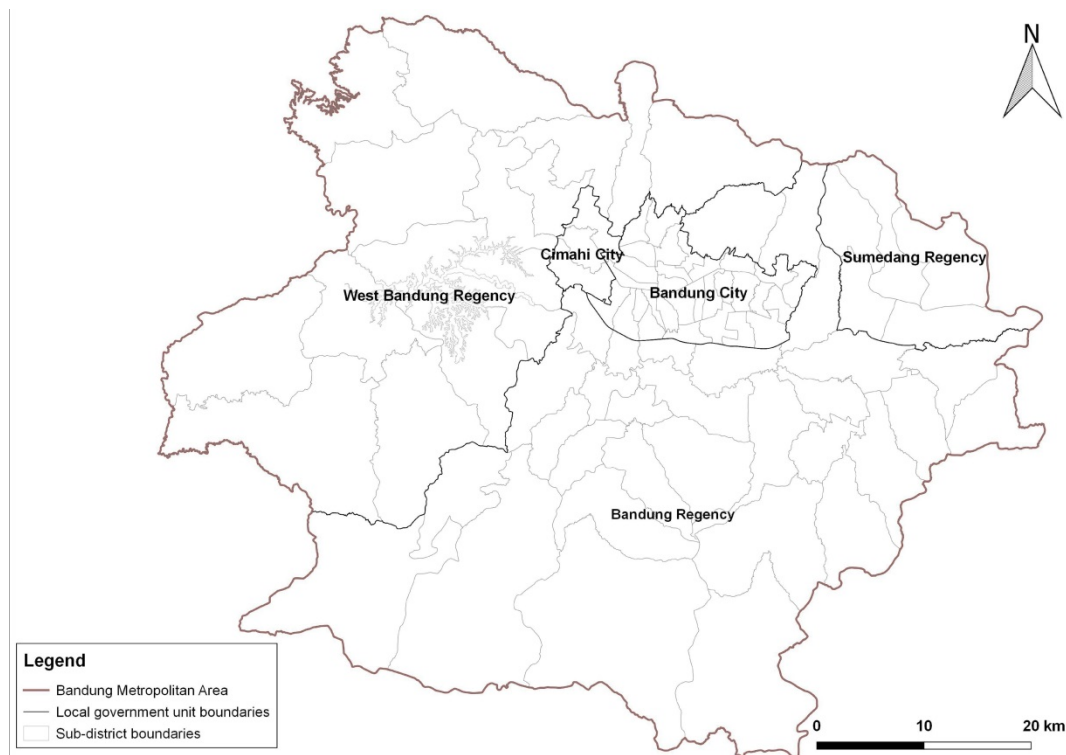 N
Cimahi City
Sumedang Regency
West Bandung Regency
Bandung City
Bandung Regency
Legend
Bandung Metropolitan Area
Local government unit boundaries
Sub-district boundaries
0 10 20 km